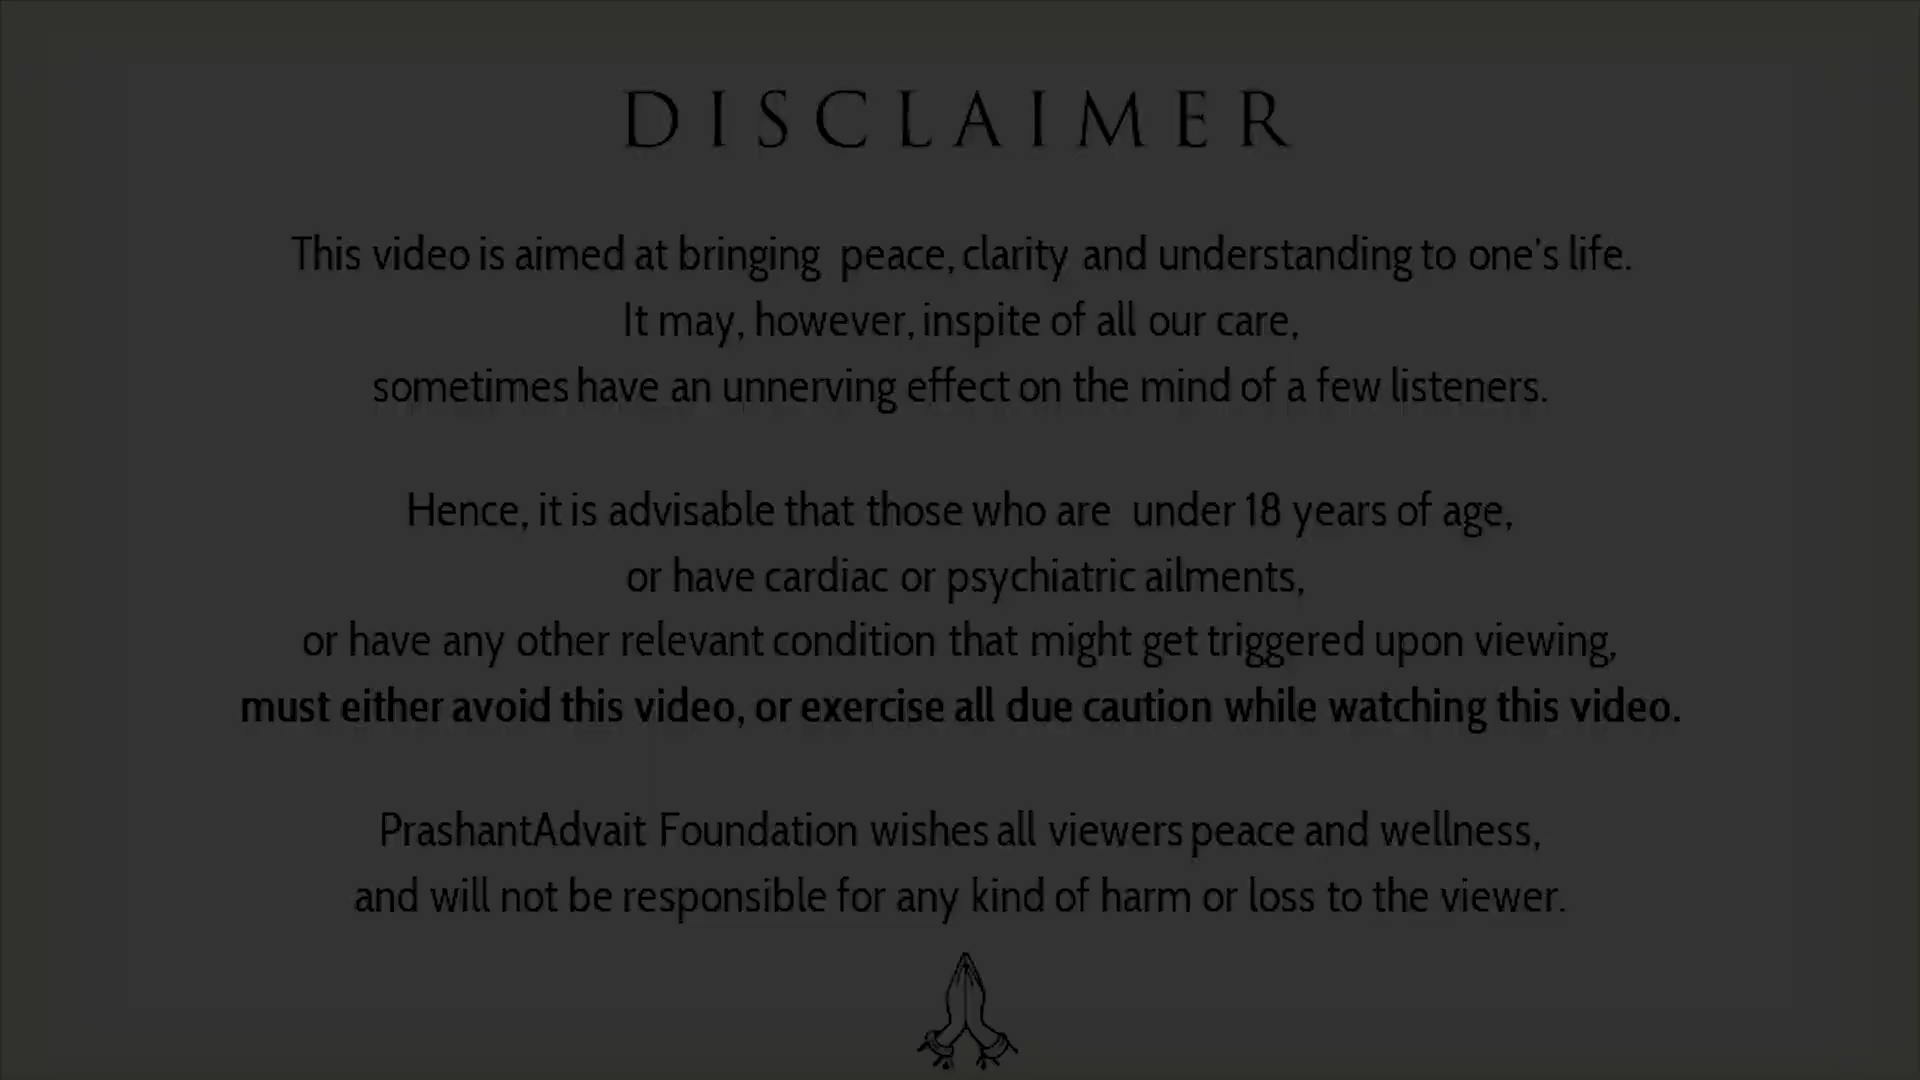 DISCLAIMER
This video is aimed at bringing peace, clarity and understanding to one's life.
It may, however, inspite of all our care,
sometimes have an unnerving effect on the mind of a few listeners.
Hence, it is advisable that those who are under 18 years of age,
or have cardiac or psychiatric ailments,
or have any other relevant condition that might get triggered upon viewing,
must either avoid this video, or exercise all due caution while watching this video.
PrashantAdvait Foundation wishes all viewers peace and wellness,
and will not be responsible for any kind of harm or loss to the viewer.